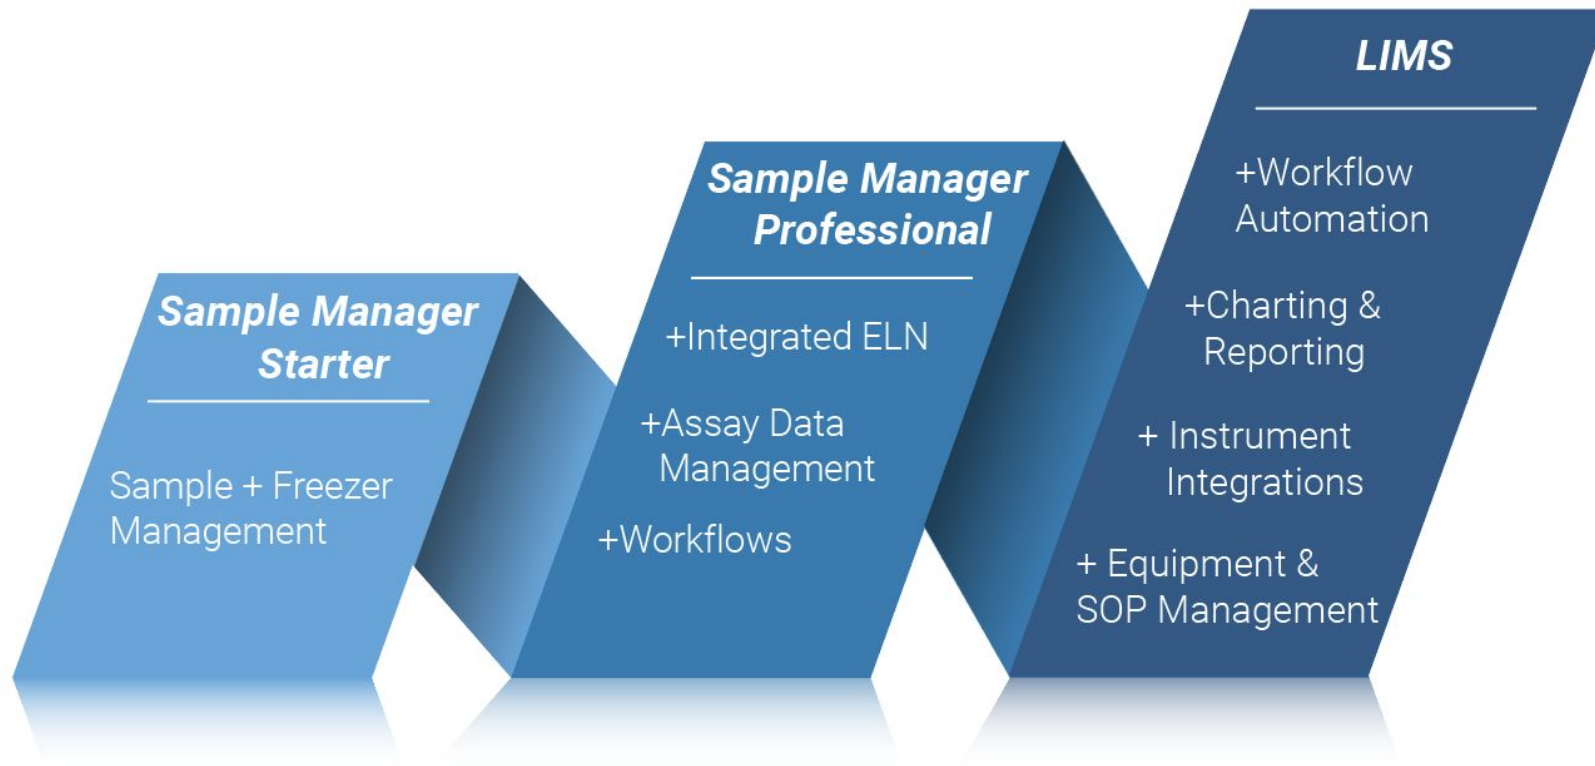 Sample Manager
Starter
Sample + Freezer
Management
Sample Manager
Professional
+Integrated ELN
+Assay Data
Management
+Workflows
LIMS
+Workflow
Automation
+Charting &
Reporting
+ Instrument
Integrations
+ Equipment &
SOP Management